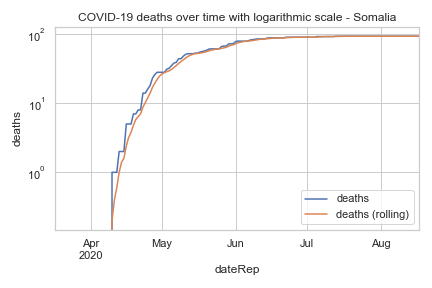 COVID-19 deaths over time with logarithmic scale - Somalia
10²
10¹
10⁰
deaths
deaths
deaths (rolling)
Apr
2020
May
Jun
Jul
Aug
dateRep